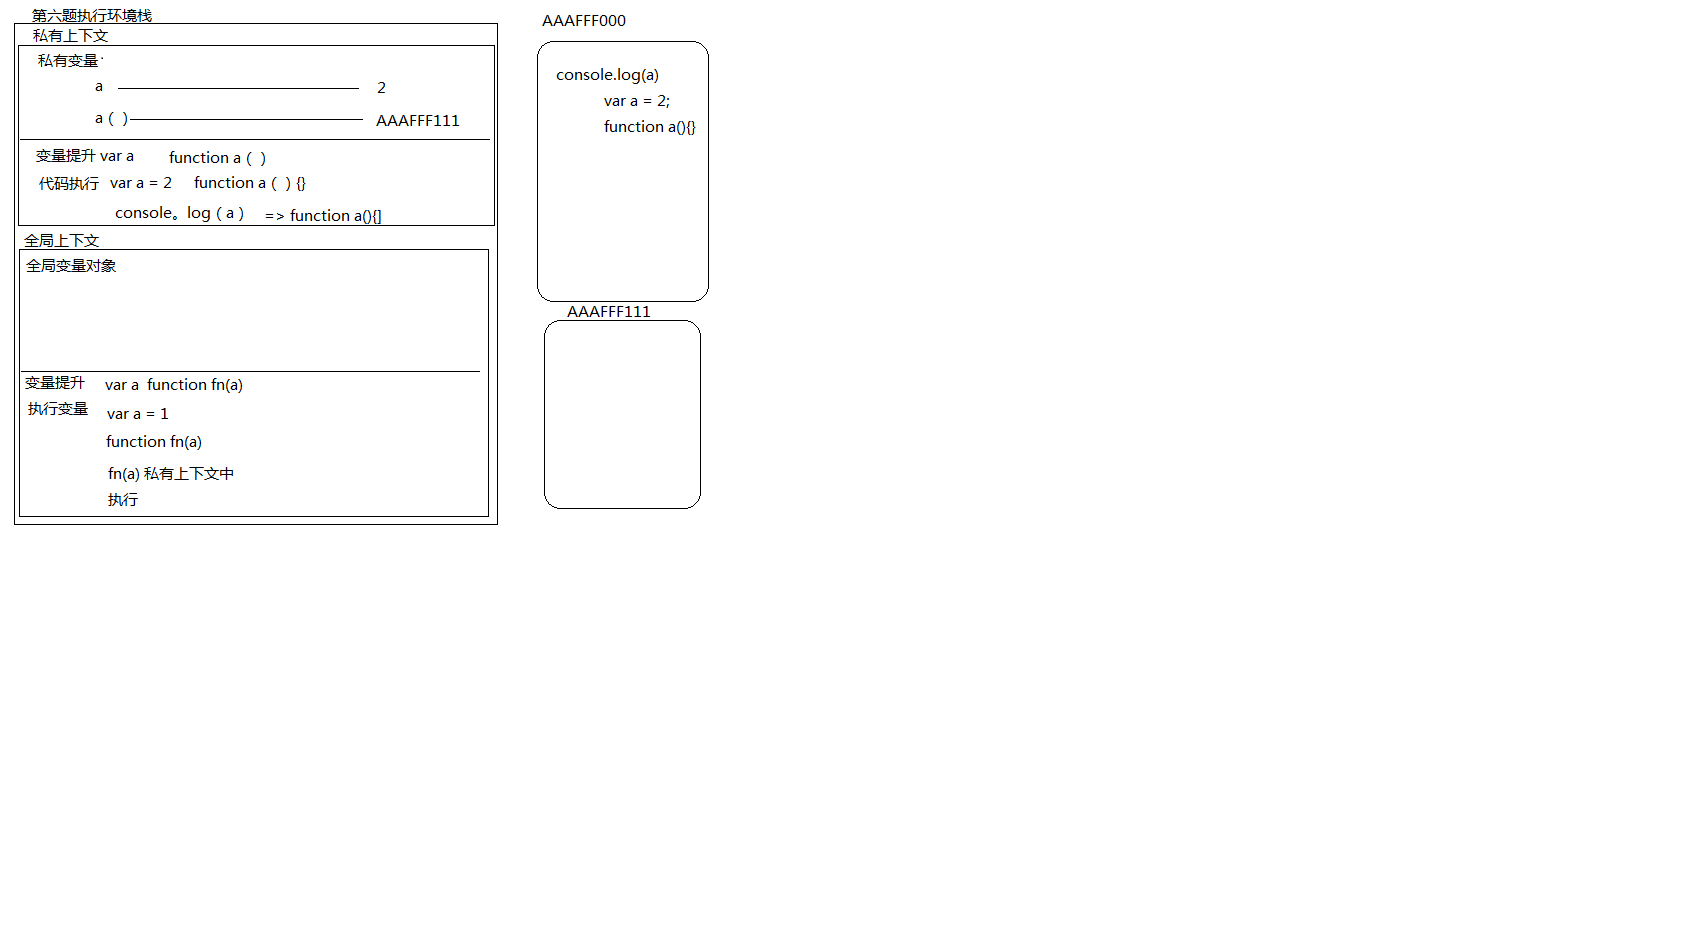 第六题执行环境栈
私有上下文
私有变量
a 2
a（ ） AAAFFF111
变量提升 var a function a（ ）
代码执行 var a = 2 function a（ ）{}
console。log（a） => function a(){]
全局上下文
全局变量对象
变量提升 var a function fn(a)
执行变量 var a = 1
function fn(a)
fn(a) 私有上下文中
执行
AAAFFF000
console.log(a)
var a = 2;
function a(){}
AAAFFF111